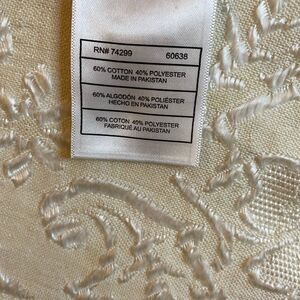 RN# 74299 60638
60% COTTON 40% POLYESTER
MADE IN PAKISTAN
60% ALGODÓN 40% POLIÉSTER
HECHO EN PAKISTAN
60% COTON 40% POLYESTER
FABRIQUÉ AU PAKISTAN